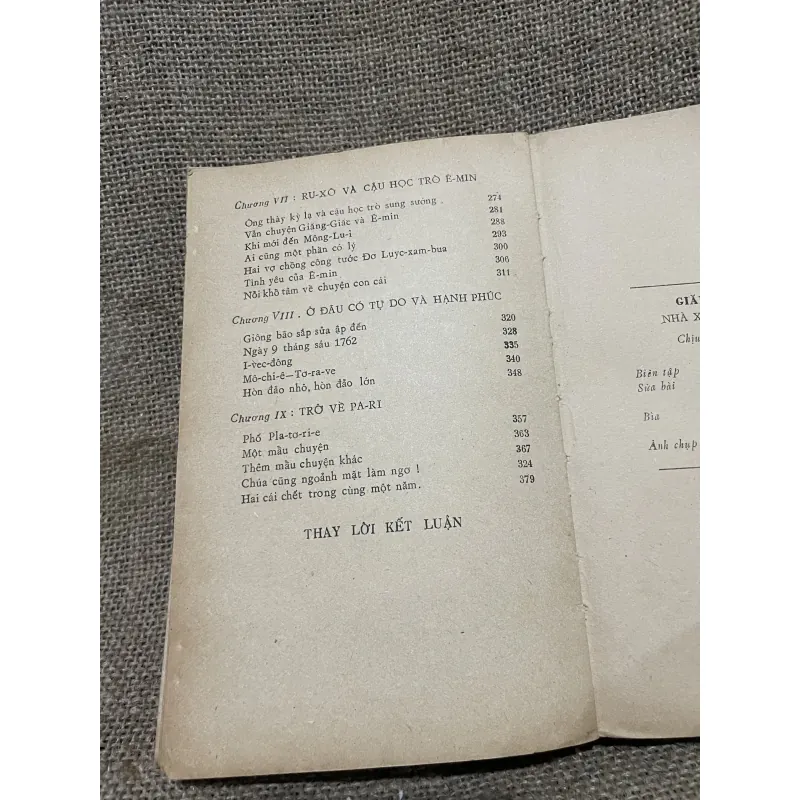 Chương VII : RU-XÔ VÀ CẬU HỌC TRÒ Ê-MIN
Ông thày kỳ lạ và cậu học trò sung sướng . 274
Vẫn chuyện Giăng-Giắc và Ê-min 281
Khi mới đến Mông-Lu-i 288
Ai cũng một phần có lý 293
Hai vợ chồng công tước Đơ Luyc-xam-bua 300
Tình yêu của Ê-min 306
Nỗi khổ tâm về chuyện con cái 311
Chương VIII . Ở ĐÂU CÓ TỰ DO VÀ HẠNH PHÚC
Giông bão sắp sửa ập đến 320
Ngày 9 tháng sáu 1762 328
I-vec-đông 335
Mô-chi-ê—Tơ-ra-ve 340
Hòn đảo nhỏ, hòn đảo lớn 348
Chương IX : TRỞ VỀ PA-RI
Phố Pla-tơ-ri-e 357
Một mẩu chuyện 363
Thêm mẩu chuyện khác 367
Chúa cũng ngoảnh mặt làm ngơ ! 324
Hai cái chết trong cùng một năm. 379
THAY LỜI KẾT LUẬN
NHÀ X
Biên tập
Sửa bài
Bìa
Ảnh chụp